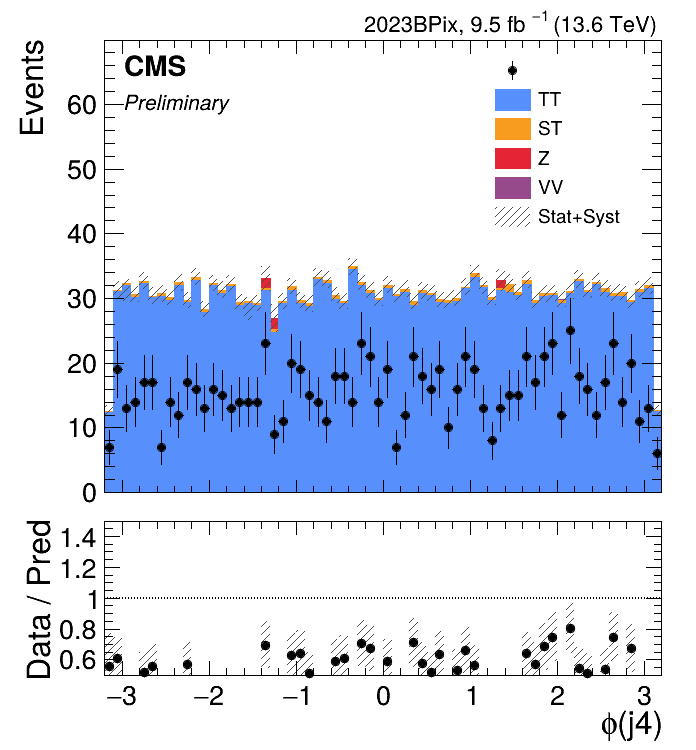 2023BPix, 9.5 fb⁻¹ (13.6 TeV)
CMS
Preliminary
TT
ST
Z
VV
Stat+Syst
Events
60
50
40
30
20
10
0
Data / Pred
1.4
1.2
1
0.8
0.6
−3 −2 −1 0 1 2 3
ϕ(j4)